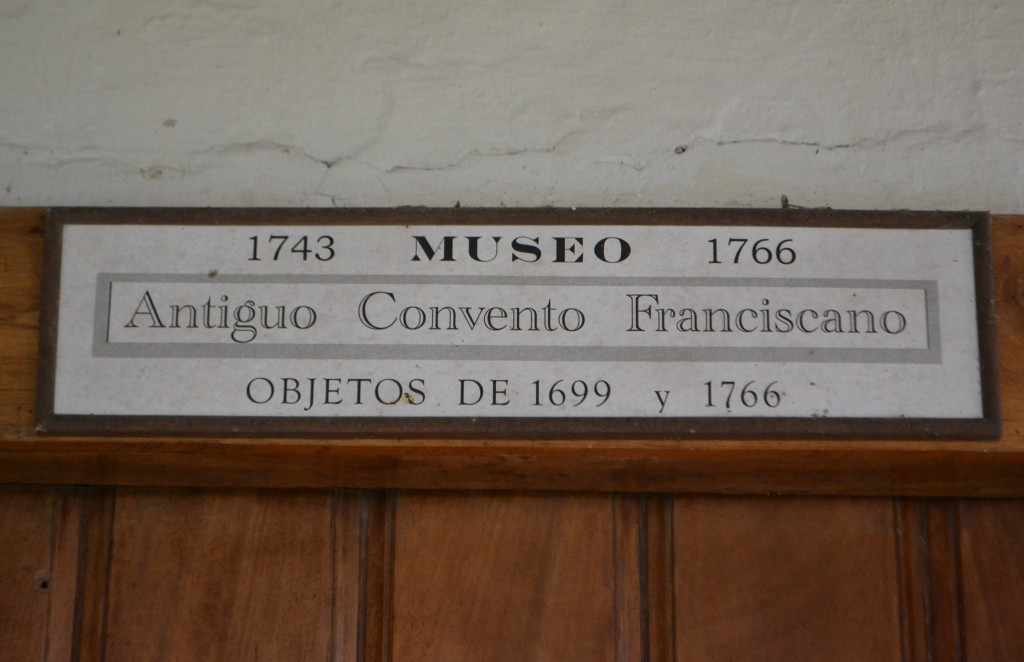 1743 MUSEO 1766
Antiguo Convento Franciscano
OBJETOS DE 1699 y 1766